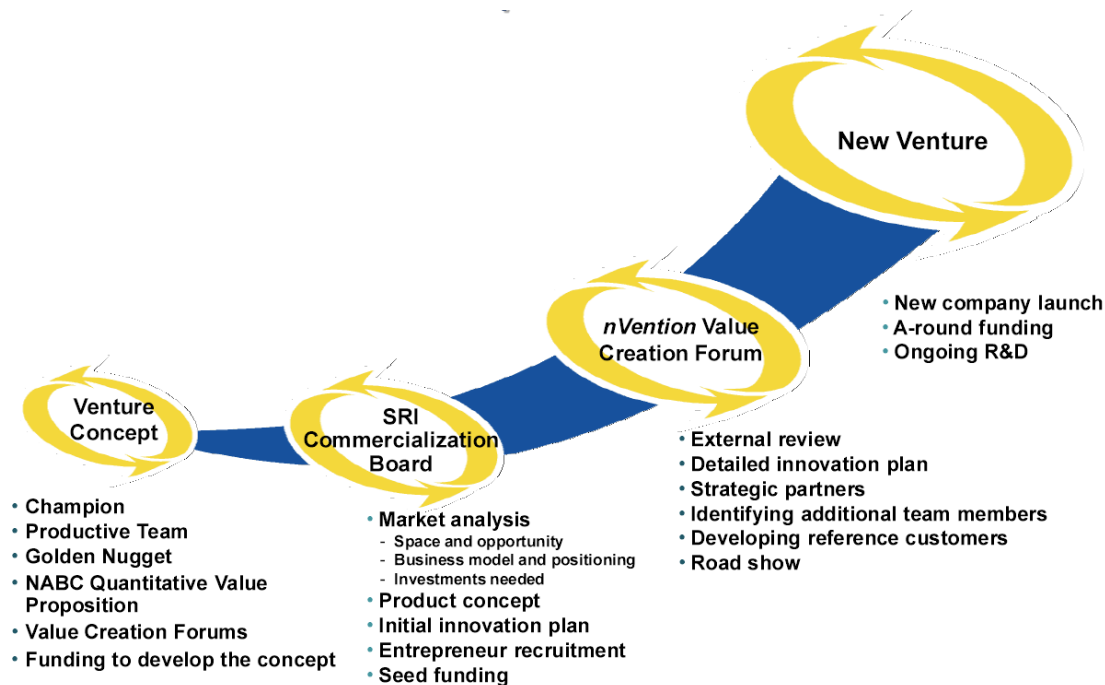 Venture
Concept
• Champion
• Productive Team
• Golden Nugget
• NABC Quantitative Value
Proposition
• Value Creation Forums
• Funding to develop the concept
SRI
Commercialization
Board
• Market analysis
- Space and opportunity
- Business model and positioning
- Investments needed
• Product concept
• Initial innovation plan
• Entrepreneur recruitment
• Seed funding
nVention Value
Creation Forum
• External review
• Detailed innovation plan
• Strategic partners
• Identifying additional team members
• Developing reference customers
• Road show
New Venture
• New company launch
• A-round funding
• Ongoing R&D